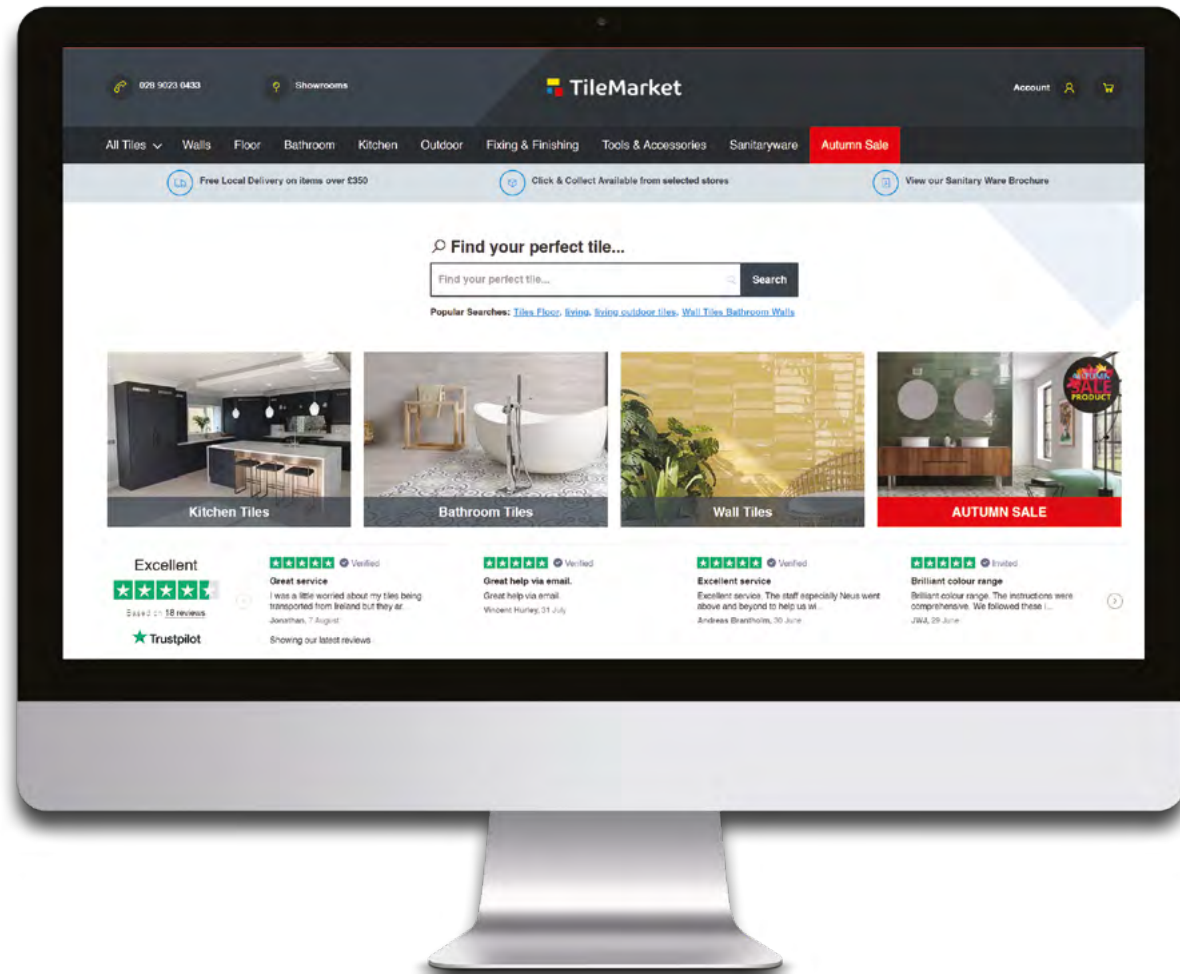 028 9023 0433
Showrooms
TileMarket
Account
All Tiles
Walls
Floor
Bathroom
Kitchen
Outdoor
Fixing & Finishing
Tools & Accessories
Sanitaryware
Autumn Sale
Free Local Delivery on items over £350
Click & Collect Available from selected stores
View our Sanitary Ware Brochure
Find your perfect tile...
Find your perfect tile...
Search
Popular Searches: Tiles Floor, living, living outdoor tiles, Wall Tiles Bathroom Walls
Kitchen Tiles
Bathroom Tiles
Wall Tiles
SALE
PRODUCT
AUTUMN SALE
Excellent
Based on 18 reviews
Trustpilot
Verified
Great service
I was a little worried about my tiles being
transported from Ireland but they ar...
Jonathan, 7 August
Showing our latest reviews
Verified
Great help via email.
Great help via email.
Vincent Hurley, 31 July
Verified
Excellent service
Excellent service. The staff especially Neus went
above and beyond to help us wi...
Andreas Brantholm, 30 June
Invited
Brilliant colour range
Brilliant colour range. The instructions were
comprehensive. We followed these i...
JWJ, 29 June